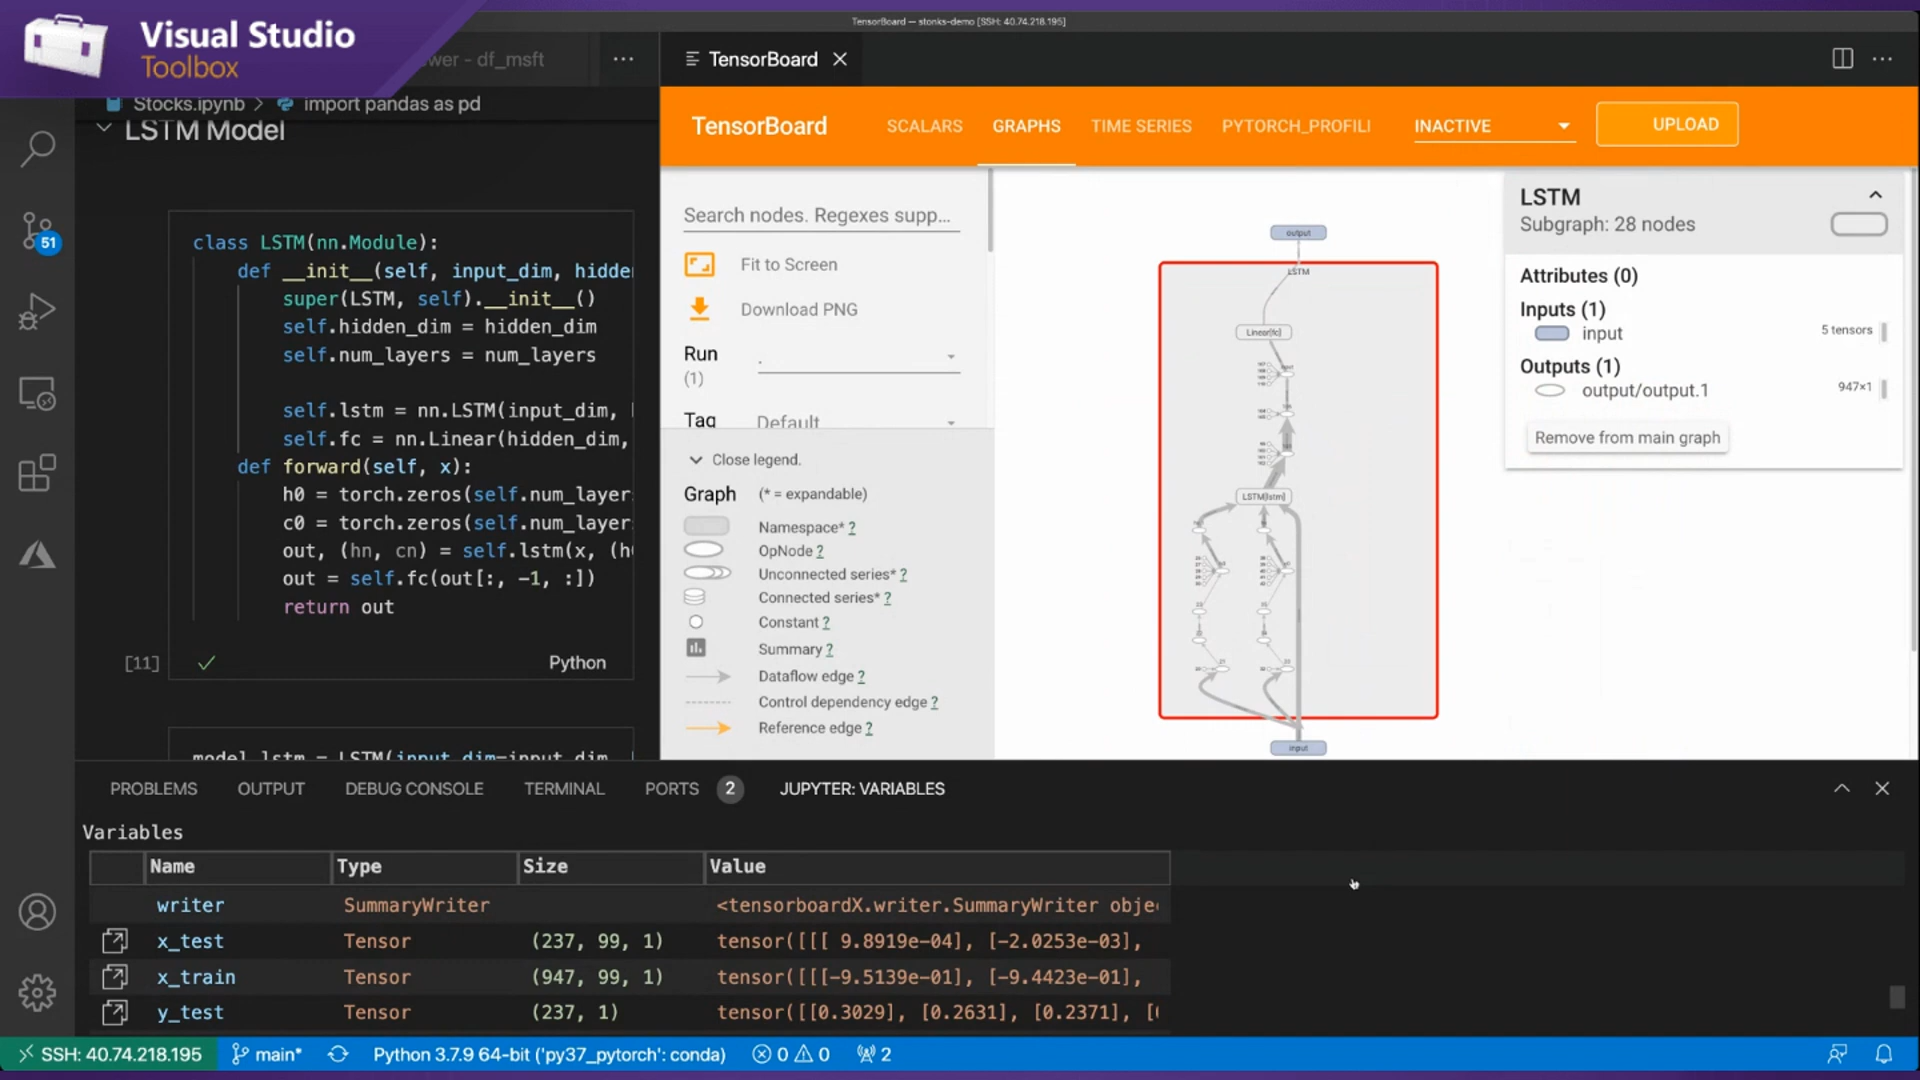 TensorBoard — stonks-demo [SSH: 40.74.218.195]
Visual Studio
Toolbox
wer - df_msft
TensorBoard
Stocks.ipynb > import pandas as pd
LSTM Model
class LSTM(nn.Module):
def __init__(self, input_dim, hidder
super(LSTM, self).__init__()
self.hidden_dim = hidden_dim
self.num_layers = num_layers
self.lstm = nn.LSTM(input_dim,
self.fc = nn.Linear(hidden_dim,
def forward(self, x):
h0 = torch.zeros(self.num_layer
c0 = torch.zeros(self.num_layer
out, (hn, cn) = self.lstm(x, (h
out = self.fc(out[:, -1, :])
return out
[11]
Python
model_lstm = LSTM(input_dim=input_dim,
TensorBoard
SCALARS
GRAPHS
TIME SERIES
PYTORCH_PROFILI
INACTIVE
UPLOAD
Search nodes. Regexes supp...
Fit to Screen
Download PNG
Run
(1)
.
Tag
Default
Close legend.
Graph (* = expandable)
Namespace* ?
OpNode ?
Unconnected series* ?
Connected series* ?
Constant ?
Summary ?
Dataflow edge ?
Control dependency edge ?
Reference edge ?
output
LSTM
Linear[fc]
LSTM[lstm]
input
LSTM
Subgraph: 28 nodes
Attributes (0)
Inputs (1)
input 5 tensors
Outputs (1)
output/output.1 947×1
Remove from main graph
51
PROBLEMS
OUTPUT
DEBUG CONSOLE
TERMINAL
PORTS 2
JUPYTER: VARIABLES
Variables
Name Type Size Value
writer SummaryWriter <tensorboardX.writer.SummaryWriter obje
x_test Tensor (237, 99, 1) tensor([[[ 9.8919e-04], [-2.0253e-03],
x_train Tensor (947, 99, 1) tensor([[[-9.5139e-01], [-9.4423e-01],
y_test Tensor (237, 1) tensor([[0.3029], [0.2631], [0.2371], [
SSH: 40.74.218.195 main* Python 3.7.9 64-bit ('py37_pytorch': conda) 0 0 2